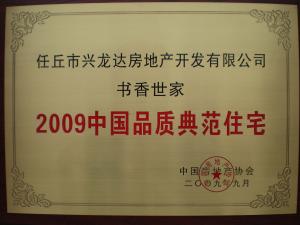 任丘市兴龙达房地产开发有限公司
书香世家
2009中国品质典范住宅
中国房地产协会
二〇〇九年九月